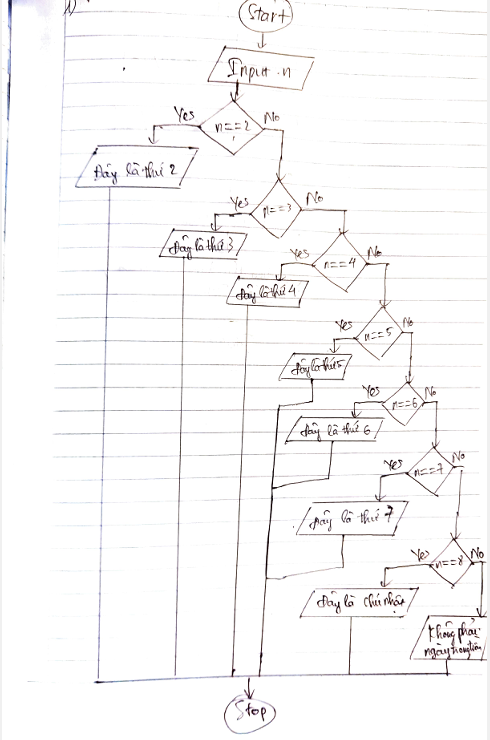 1)
Start
Input n
n==2
Yes
No
Đây là thứ 2
n==3
Yes
No
Đây là thứ 3
n==4
Yes
No
Đây là thứ 4
n==5
Yes
No
Đây là thứ 5
n==6
Yes
No
Đây là thứ 6
n==7
Yes
No
Đây là thứ 7
n==8
Yes
No
Đây là chủ nhật
Không phải
ngày trong tuần
Stop